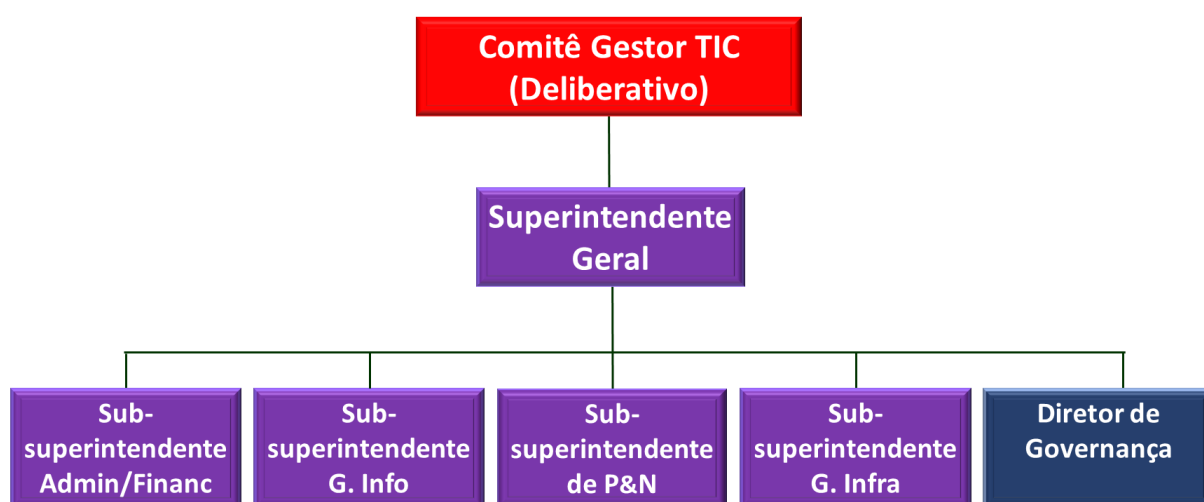 Comitê Gestor TIC
(Deliberativo)
Superintendente
Geral
Sub-
superintendente
Admin/Financ
Sub-
superintendente
G. Info
Sub-
superintendente
de P&N
Sub-
superintendente
G. Infra
Diretor de
Governança